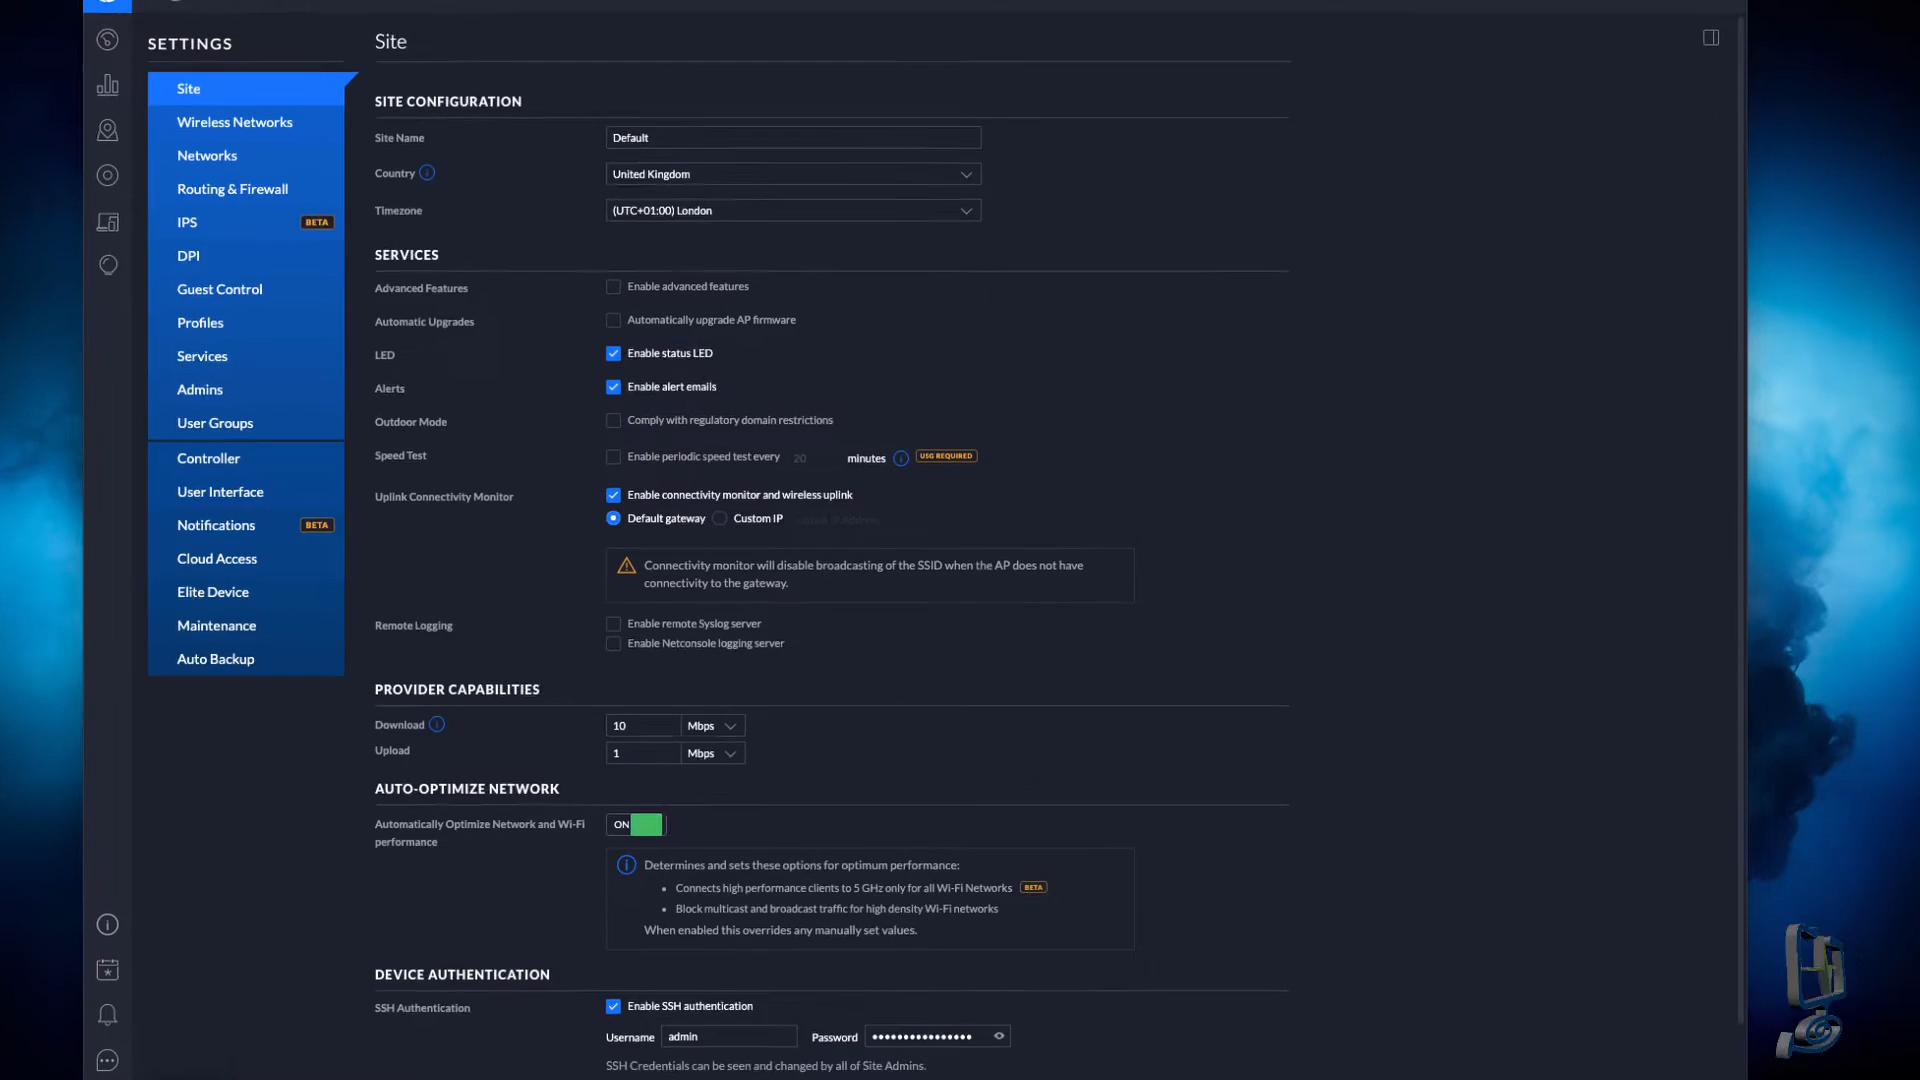 SETTINGS
Site
Wireless Networks
Networks
Routing & Firewall
IPS BETA
DPI
Guest Control
Profiles
Services
Admins
User Groups
Controller
User Interface
Notifications BETA
Cloud Access
Elite Device
Maintenance
Auto Backup
Site
SITE CONFIGURATION
Site Name Default
Country United Kingdom
Timezone (UTC+01:00) London
SERVICES
Advanced Features Enable advanced features
Automatic Upgrades Automatically upgrade AP firmware
LED Enable status LED
Alerts Enable alert emails
Outdoor Mode Comply with regulatory domain restrictions
Speed Test Enable periodic speed test every 20 minutes USG REQUIRED
Uplink Connectivity Monitor Enable connectivity monitor and wireless uplink
Default gateway Custom IP
Connectivity monitor will disable broadcasting of the SSID when the AP does not have
connectivity to the gateway.
Remote Logging Enable remote Syslog server
Enable Netconsole logging server
PROVIDER CAPABILITIES
Download 10 Mbps
Upload 1 Mbps
AUTO-OPTIMIZE NETWORK
Automatically Optimize Network and Wi-Fi
performance
ON
Determines and sets these options for optimum performance:
• Connects high performance clients to 5 GHz only for all Wi-Fi Networks BETA
• Block multicast and broadcast traffic for high density Wi-Fi networks
When enabled this overrides any manually set values.
DEVICE AUTHENTICATION
SSH Authentication Enable SSH authentication
Username admin Password ••••••••••••••••
SSH Credentials can be seen and changed by all of Site Admins.